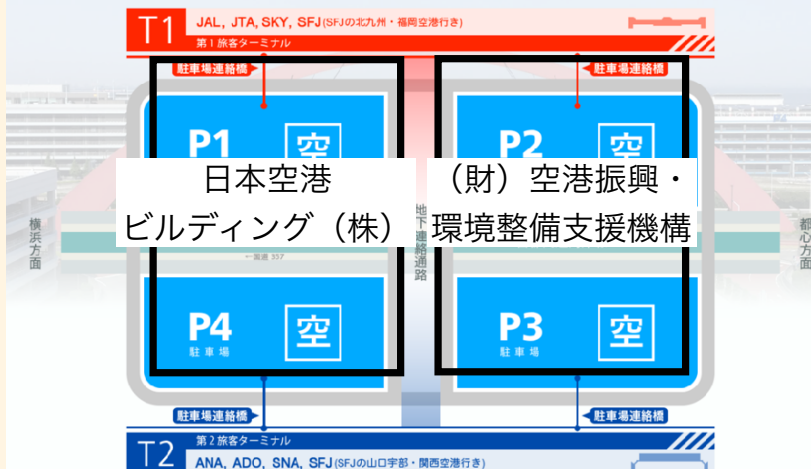 T1
JAL, JTA, SKY, SFJ(SFJの北九州・福岡空港行き)
第1旅客ターミナル
駐車場連絡橋
駐車場連絡橋
P1 空
P2 空
日本空港
ビルディング（株）
（財）空港振興・
環境整備支援機構
横浜方面
地下連絡通路
都心方面
←国道 357
P4 空
駐車場
P3 空
駐車場
駐車場連絡橋
駐車場連絡橋
T2
第2旅客ターミナル
ANA, ADO, SNA, SFJ(SFJの山口宇部・関西空港行き)